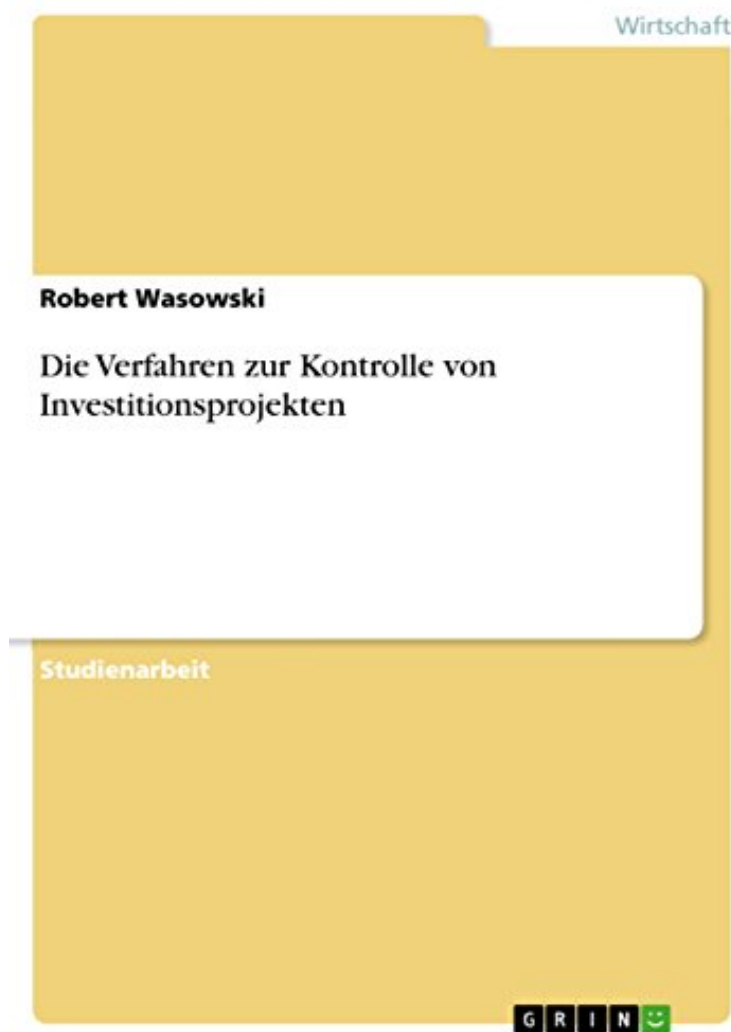 Wirtschaft
Robert Wasowski
Die Verfahren zur Kontrolle von
Investitionsprojekten
Studienarbeit
GRIN